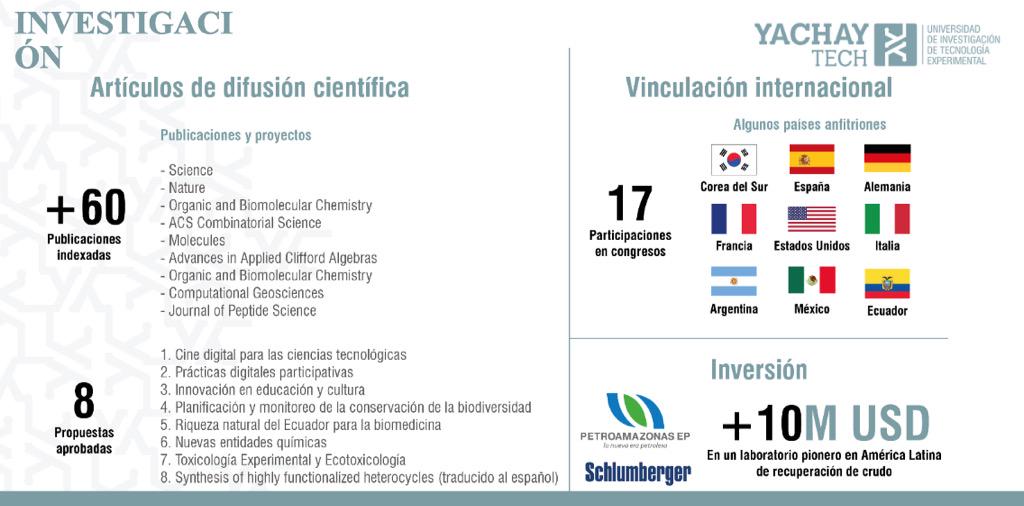 INVESTIGACI
ÓN
YACHAY
TECH
UNIVERSIDAD
DE INVESTIGACIÓN
DE TECNOLOGÍA
EXPERIMENTAL
Artículos de difusión científica
Publicaciones y proyectos
+60
Publicaciones
indexadas
- Science
- Nature
- Organic and Biomolecular Chemistry
- ACS Combinatorial Science
- Molecules
- Advances in Applied Clifford Algebras
- Organic and Biomolecular Chemistry
- Computational Geosciences
- Journal of Peptide Science
8
Propuestas
aprobadas
1. Cine digital para las ciencias tecnológicas
2. Prácticas digitales participativas
3. Innovación en educación y cultura
4. Planificación y monitoreo de la conservación de la biodiversidad
5. Riqueza natural del Ecuador para la biomedicina
6. Nuevas entidades químicas
7. Toxicología Experimental y Ecotoxicología
8. Synthesis of highly functionalized heterocycles (traducido al español)
Vinculación internacional
Algunos países anfitriones
17
Participaciones
en congresos
Corea del Sur España Alemania
Francia Estados Unidos Italia
Argentina México Ecuador
Inversión
PETROAMAZONAS EP
la nueva era petrolera
Schlumberger
+10M USD
En un laboratorio pionero en América Latina
de recuperación de crudo